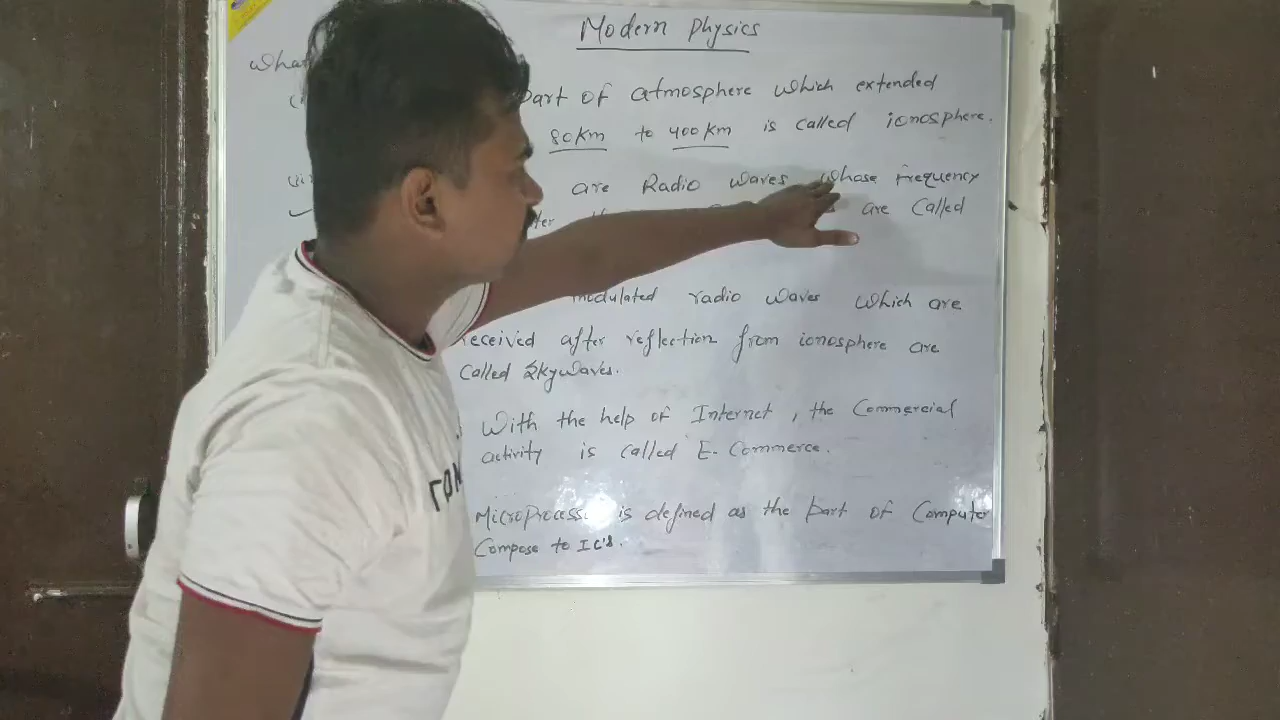 Modern Physics
What
Part of atmosphere which extended
80km to 400km is called ionosphere.
are Radio waves whose frequency
are called
modulated radio waves which are
received after reflection from ionosphere are
called Skywaves.
With the help of Internet, the Commercial
activity is called E-Commerce.
is defined as the part of
Compose to IC's.